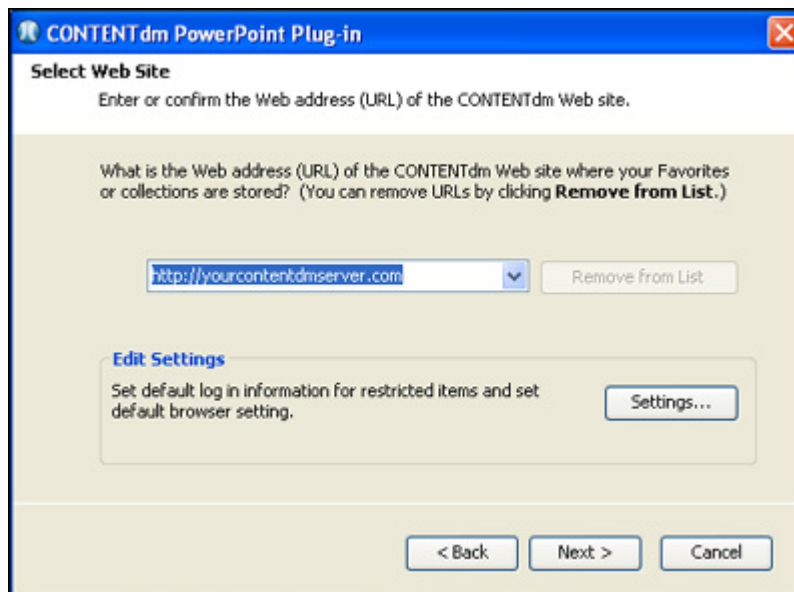 CONTENTdm PowerPoint Plug-in
Select Web Site
Enter or confirm the Web address (URL) of the CONTENTdm Web site.
What is the Web address (URL) of the CONTENTdm Web site where your Favorites
or collections are stored? (You can remove URLs by clicking Remove from List.)
http://yourcontentdmserver.com
Remove from List
Edit Settings
Set default log in information for restricted items and set
default browser setting.
Settings...
< Back
Next >
Cancel